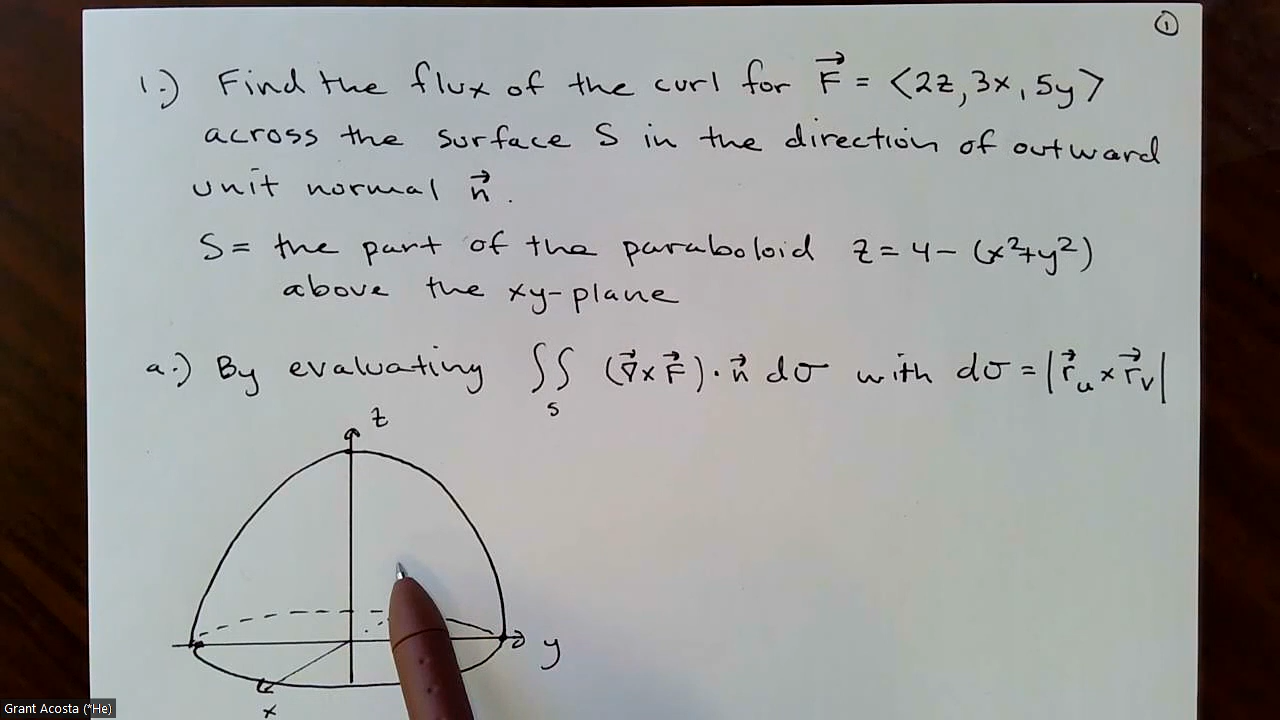 ①
1.) Find the flux of the curl for F⃗ = ⟨2z, 3x, 5y⟩
across the surface S in the direction of outward
unit normal n⃗.
S = the part of the paraboloid z = 4 - (x²+y²)
above the xy-plane
a.) By evaluating ∬_S (∇⃗ × F⃗) · n⃗ dσ with dσ = |r⃗_u × r⃗_v|
z
y
x
Grant Acosta (*He)